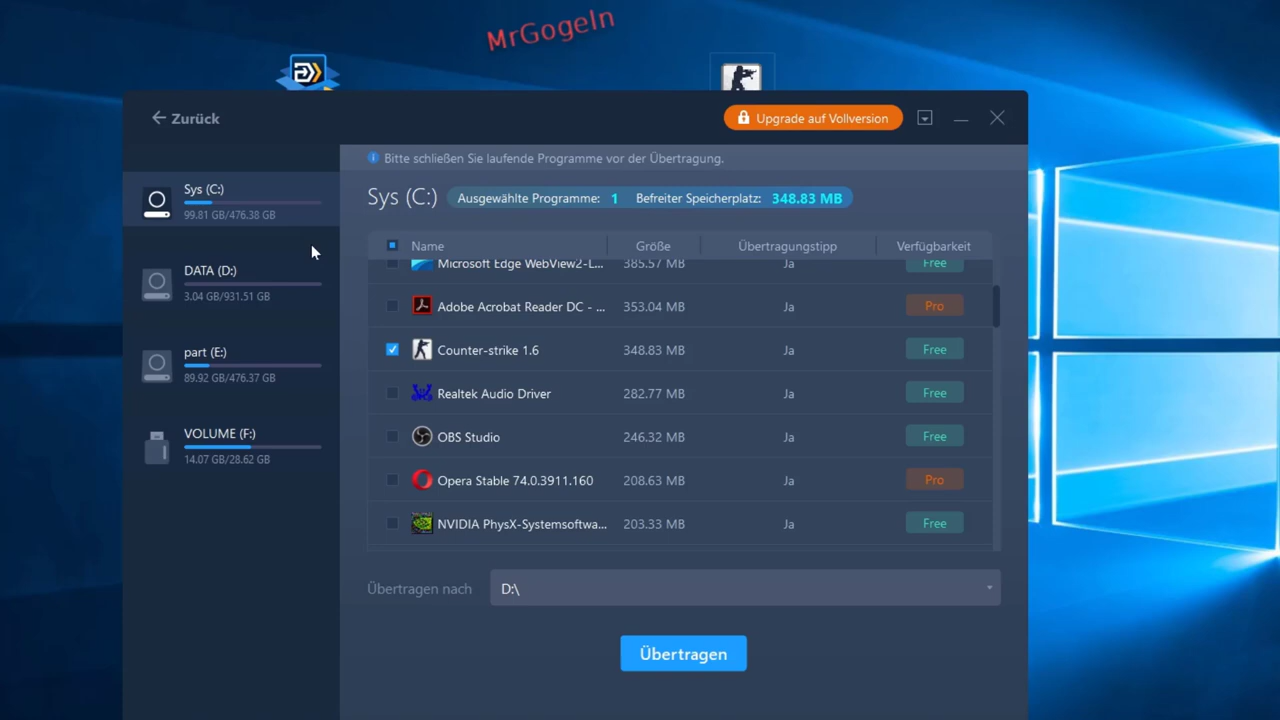 MrGogeln
Zurück
Upgrade auf Vollversion
Bitte schließen Sie laufende Programme vor der Übertragung.
Sys (C:)
99.81 GB/476.38 GB
DATA (D:)
3.04 GB/931.51 GB
part (E:)
89.92 GB/476.37 GB
VOLUME (F:)
14.07 GB/28.62 GB
Sys (C:) Ausgewählte Programme: 1 Befreiter Speicherplatz: 348.83 MB
Name Größe Übertragungstipp Verfügbarkeit
Microsoft Edge WebView2-L... 385.57 MB Free
Adobe Acrobat Reader DC - ... 353.04 MB Ja Pro
Counter-strike 1.6 348.83 MB Ja Free
Realtek Audio Driver 282.77 MB Ja Free
OBS Studio 246.32 MB Ja Free
Opera Stable 74.0.3911.160 208.63 MB Ja Pro
NVIDIA PhysX-Systemsoftwa... 203.33 MB Ja Free
Übertragen nach D:\
Übertragen